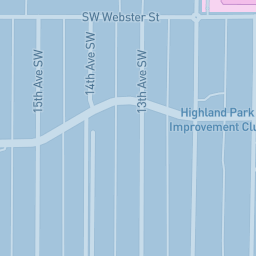 SW Webster St
15th Ave SW
14th Ave SW
13th Ave SW
Highland Park
Improvement Clu